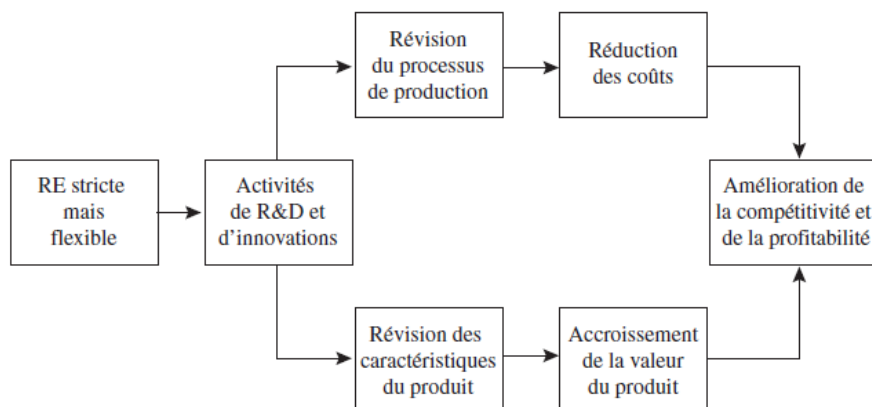 Révision
du processus
de production
Réduction
des coûts
RE stricte
mais
flexible
Activités
de R&D et
d'innovations
Amélioration de
la compétitivité et
de la profitabilité
Révision des
caractéristiques
du produit
Accroissement
de la valeur
du produit